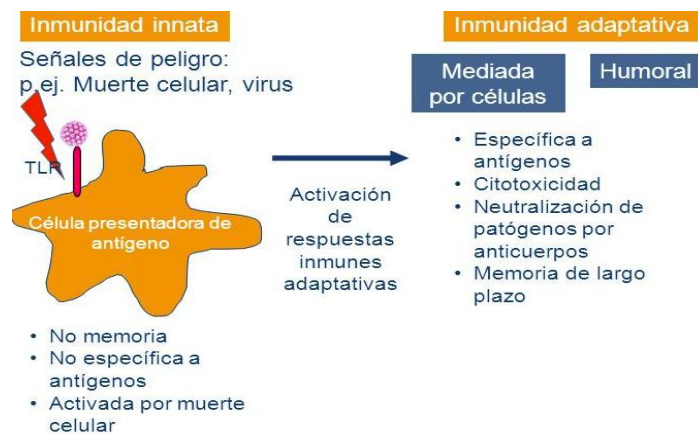 Inmunidad innata
Señales de peligro:
p.ej. Muerte celular, virus
TLR
Célula presentadora de
antígeno
• No memoria
• No específica a
antígenos
• Activada por muerte
celular
Activación
de
respuestas
inmunes
adaptativas
Inmunidad adaptativa
Mediada
por células
Humoral
• Específica a
antígenos
• Citotoxicidad
• Neutralización de
patógenos por
anticuerpos
• Memoria de largo
plazo